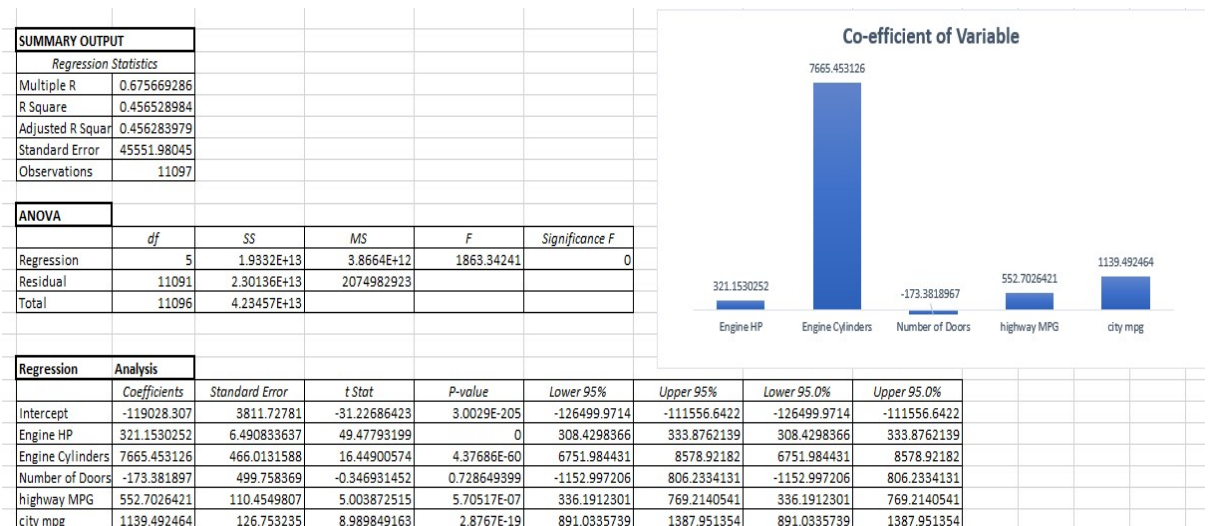 SUMMARY OUTPUT
Regression Statistics
Multiple R 0.675669286
R Square 0.456528984
Adjusted R Squar 0.456283979
Standard Error 45551.98045
Observations 11097
ANOVA
df SS MS F Significance F
Regression 5 1.9332E+13 3.8664E+12 1863.34241 0
Residual 11091 2.30136E+13 2074982923
Total 11096 4.23457E+13
Co-efficient of Variable
7665.453126
1139.492464
552.7026421
321.1530252
-173.3818967
Engine HP Engine Cylinders Number of Doors highway MPG city mpg
Regression Analysis
Coefficients Standard Error t Stat P-value Lower 95% Upper 95% Lower 95.0% Upper 95.0%
Intercept -119028.307 3811.72781 -31.22686423 3.0029E-205 -126499.9714 -111556.6422 -126499.9714 -111556.6422
Engine HP 321.1530252 6.490833637 49.47793199 0 308.4298366 333.8762139 308.4298366 333.8762139
Engine Cylinders 7665.453126 466.0131588 16.44900574 4.37686E-60 6751.984431 8578.92182 6751.984431 8578.92182
Number of Doors -173.381897 499.758369 -0.346931452 0.728649399 -1152.997206 806.2334131 -1152.997206 806.2334131
highway MPG 552.7026421 110.4549807 5.003872515 5.70517E-07 336.1912301 769.2140541 336.1912301 769.2140541
city mpg 1139.492464 126.753235 8.989849163 2.8767E-19 891.0335739 1387.951354 891.0335739 1387.951354